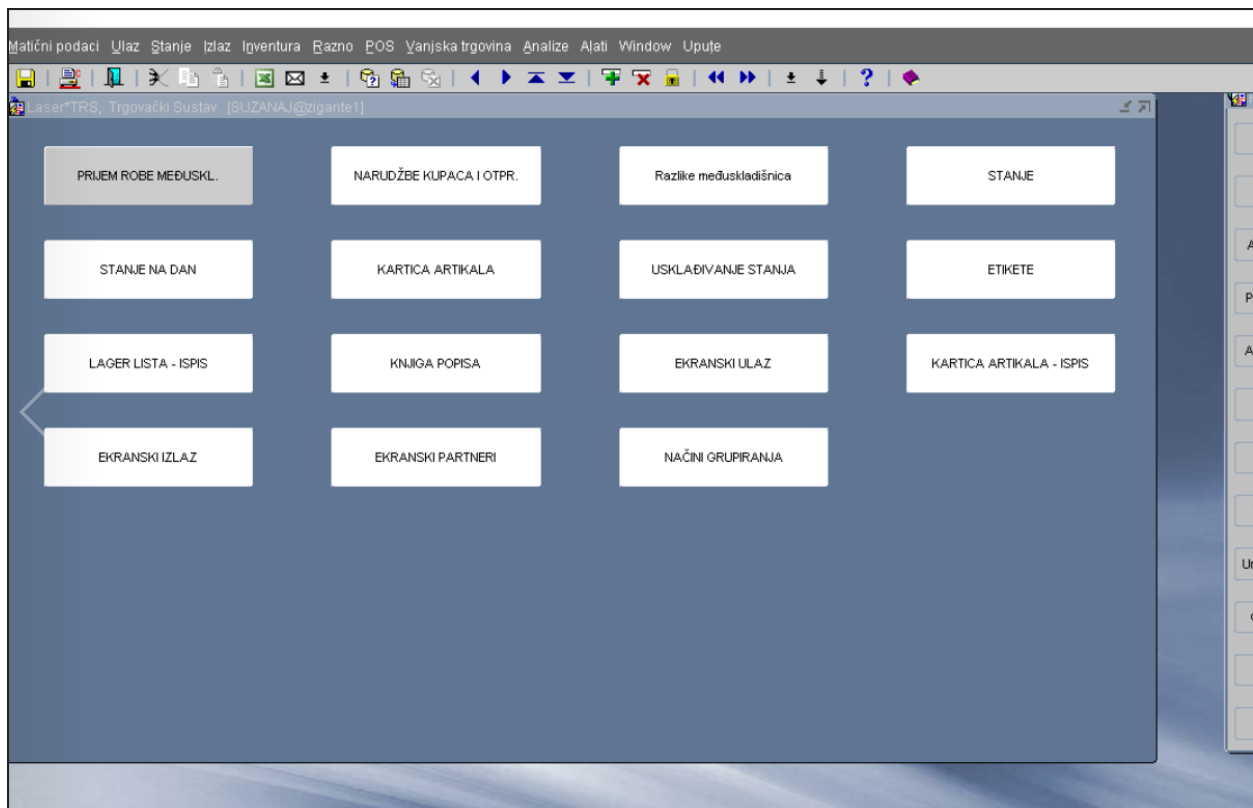 Matični podaci Ulaz Stanje Izlaz Inventura Razno POS Vanjska trgovina Analize Alati Window Upute
Laser*TRS, Trgovački Sustav [SUZANAJ@zigante1]
PRIJEM ROBE MEĐUSKL.
NARUDŽBE KUPACA I OTPR.
Razlike međuskladišnica
STANJE
STANJE NA DAN
KARTICA ARTIKALA
USKLAĐIVANJE STANJA
ETIKETE
LAGER LISTA - ISPIS
KNJIGA POPISA
EKRANSKI ULAZ
KARTICA ARTIKALA - ISPIS
EKRANSKI IZLAZ
EKRANSKI PARTNERI
NAČINI GRUPIRANJA